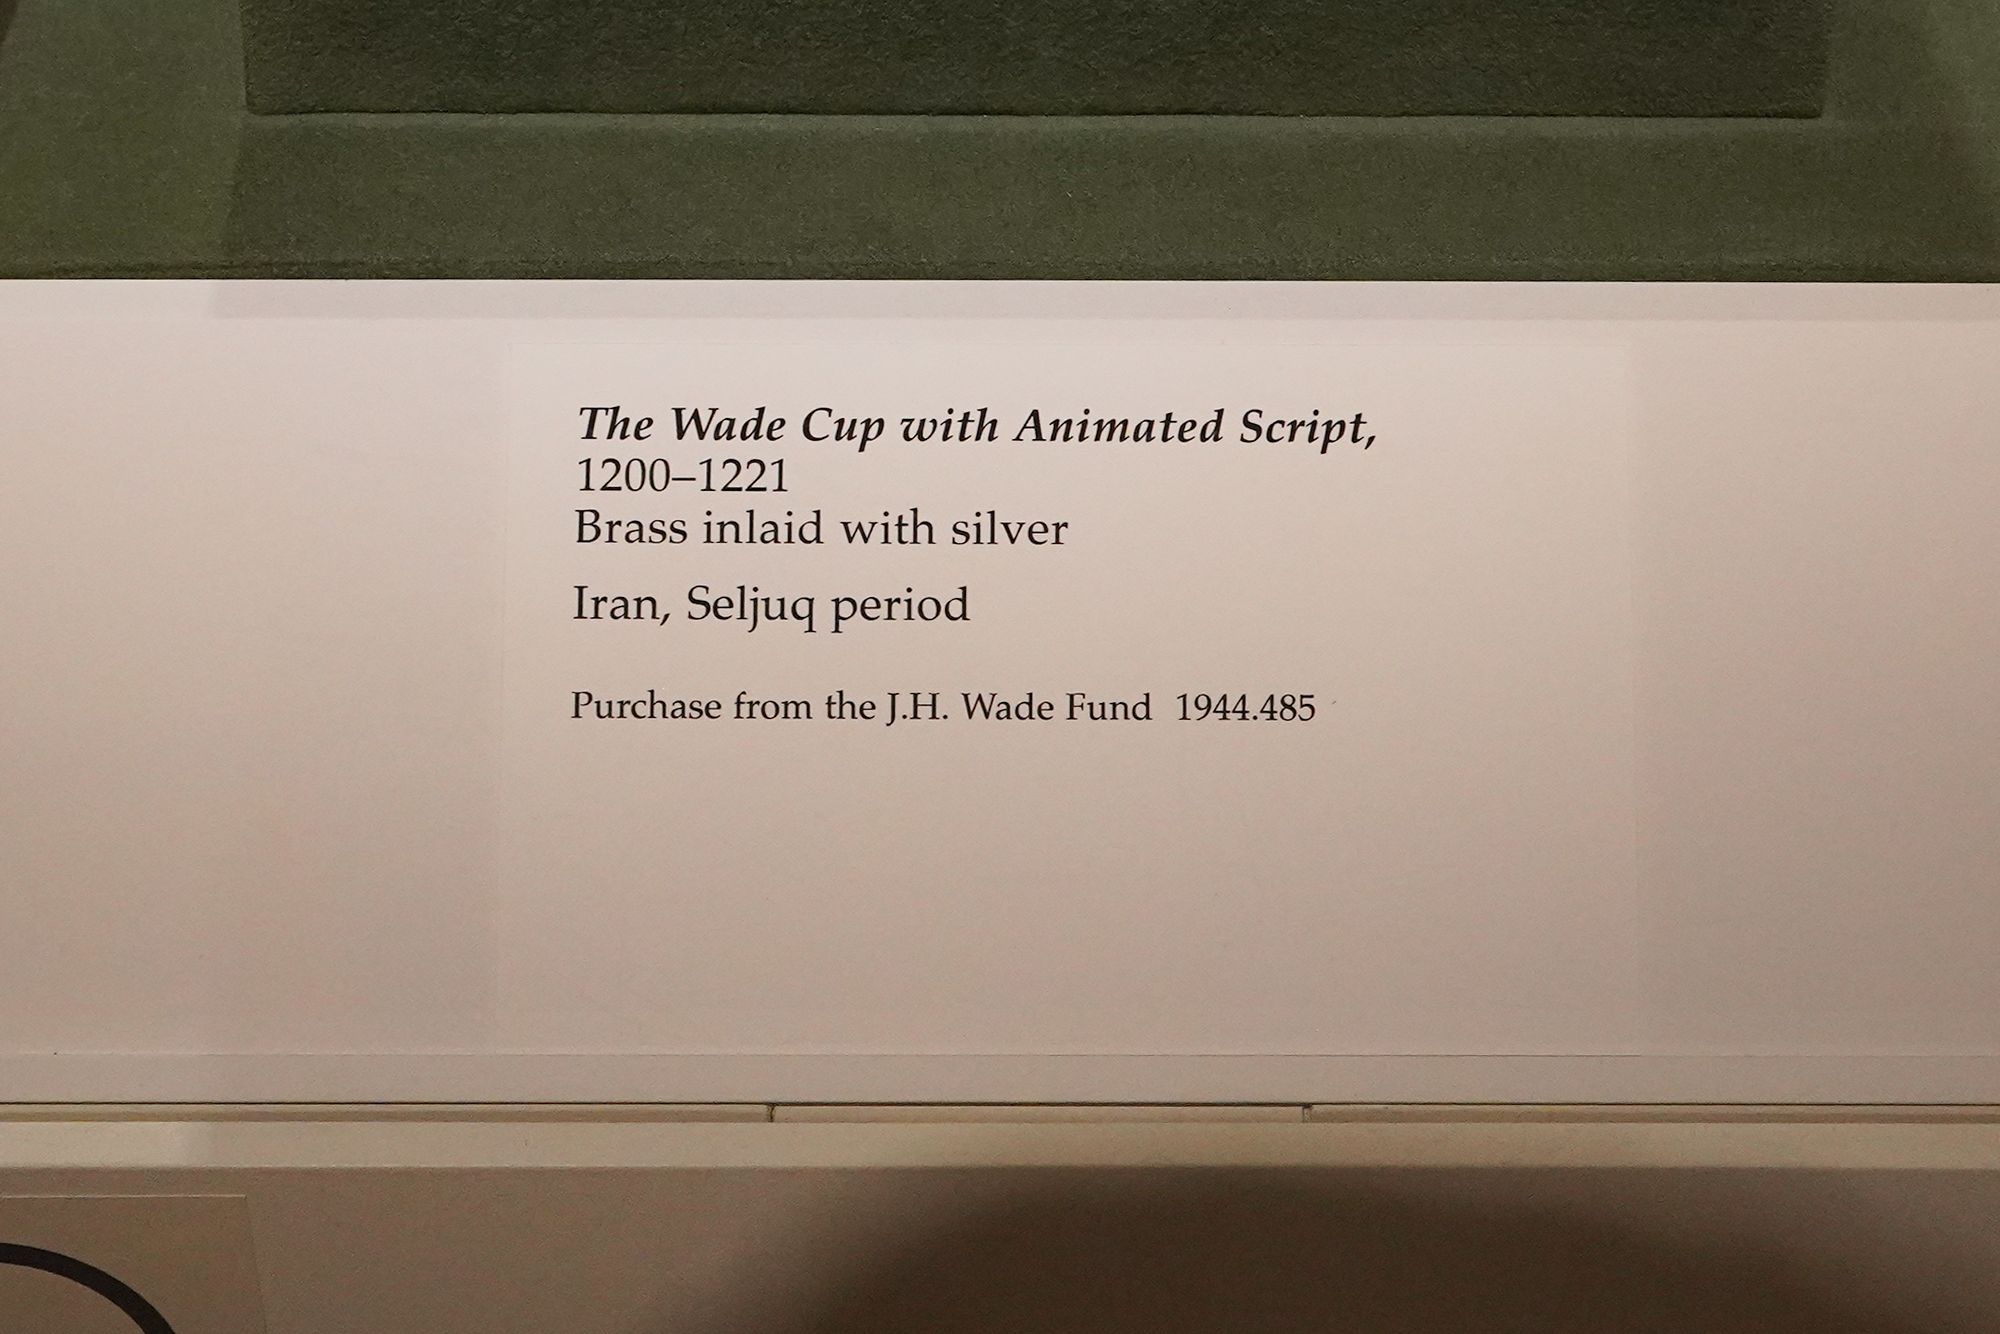 The Wade Cup with Animated Script,
1200–1221
Brass inlaid with silver
Iran, Seljuq period
Purchase from the J.H. Wade Fund 1944.485